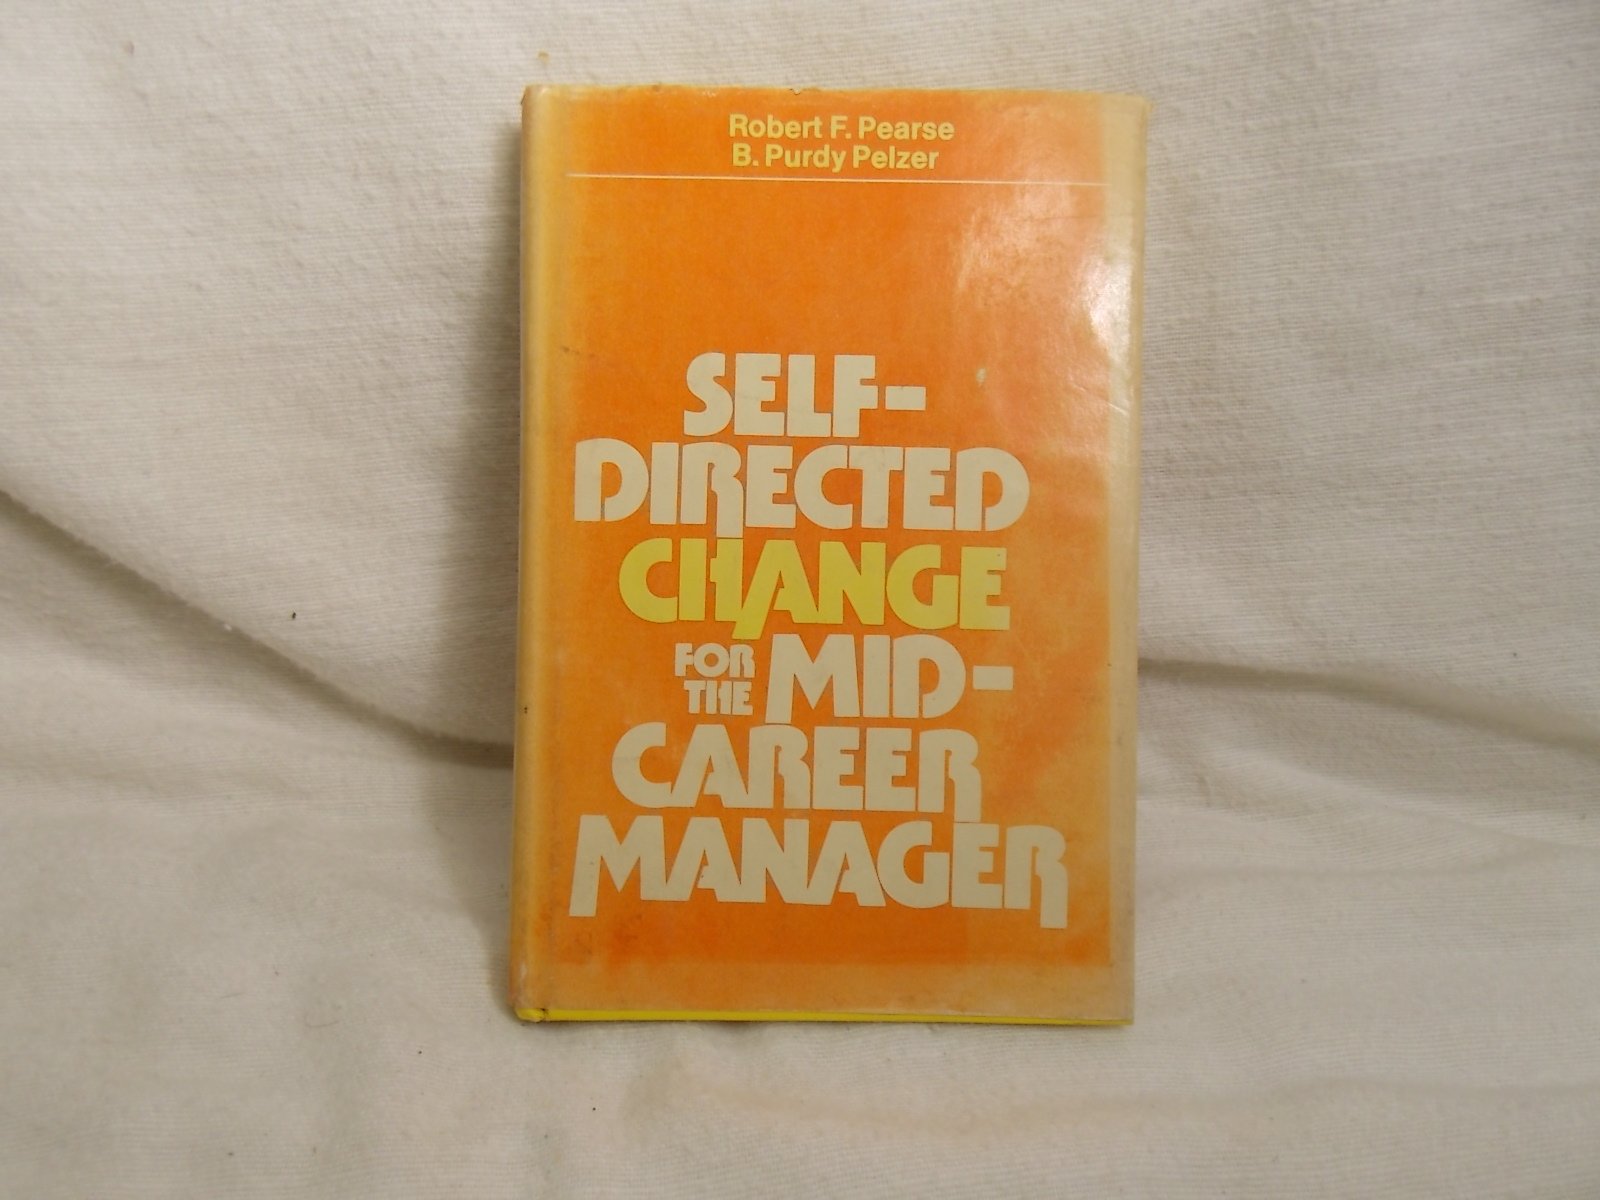 Robert F. Pearse
B. Purdy Pelzer
SELF-
DIRECTED
CHANGE
FOR THE MID-
CAREER
MANAGER